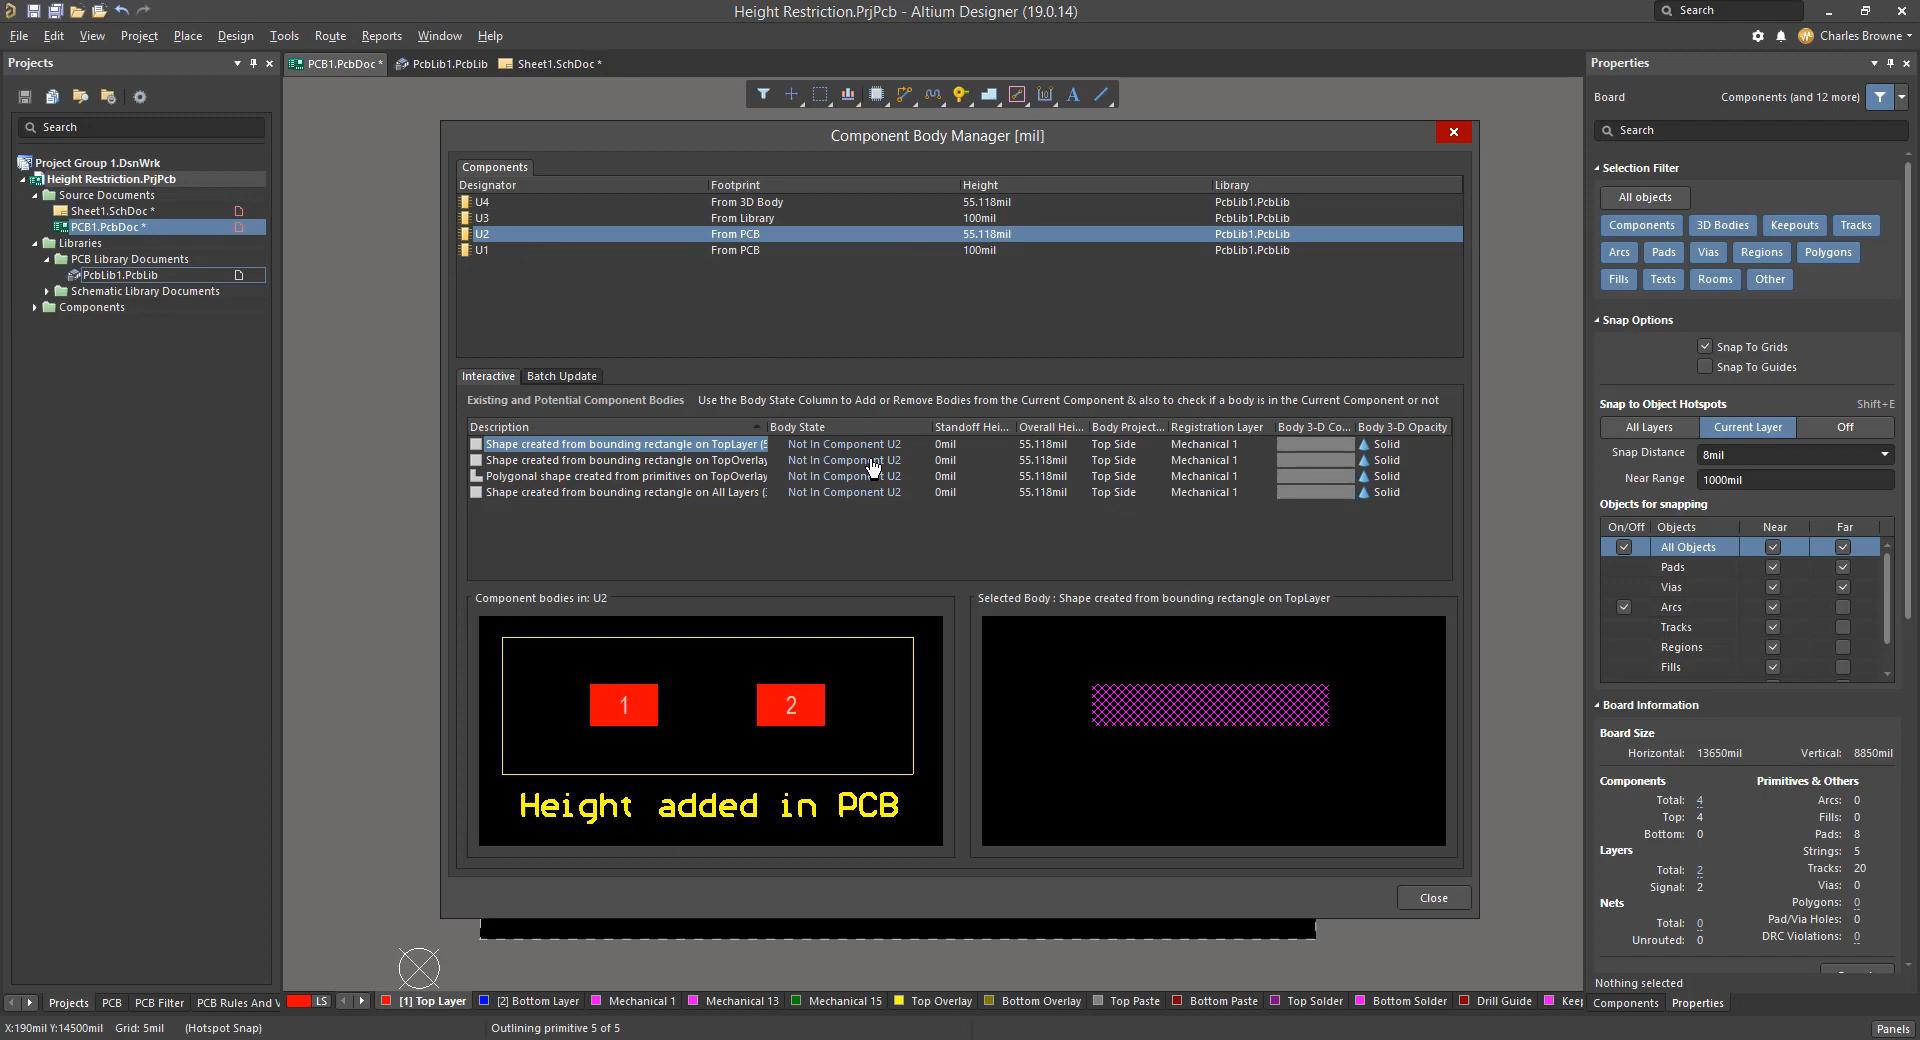 Height Restriction.PrjPcb - Altium Designer (19.0.14)
Search
File Edit View Project Place Design Tools Route Reports Window Help
Charles Browne
Projects
PCB1.PcbDoc * PcbLib1.PcbLib Sheet1.SchDoc *
Properties
Board Components (and 12 more)
Search
Search
Project Group 1.DsnWrk
Height Restriction.PrjPcb
Source Documents
Sheet1.SchDoc *
PCB1.PcbDoc *
Libraries
PCB Library Documents
PcbLib1.PcbLib
Schematic Library Documents
Components
Component Body Manager [mil]
Components
Designator Footprint Height Library
U4 From 3D Body 55.118mil PcbLib1.PcbLib
U3 From Library 100mil PcbLib1.PcbLib
U2 From PCB 55.118mil PcbLib1.PcbLib
U1 From PCB 100mil PcbLib1.PcbLib
Interactive Batch Update
Existing and Potential Component Bodies Use the Body State Column to Add or Remove Bodies from the Current Component & also to check if a body is in the Current Component or not
Description Body State Standoff Hei... Overall Hei... Body Project... Registration Layer Body 3-D Co... Body 3-D Opacity
Shape created from bounding rectangle on TopLayer (5 Not In Component U2 0mil 55.118mil Top Side Mechanical 1 Solid
Shape created from bounding rectangle on TopOverlay Not In Component U2 0mil 55.118mil Top Side Mechanical 1 Solid
Polygonal shape created from primitives on TopOverlay Not In Component U2 0mil 55.118mil Top Side Mechanical 1 Solid
Shape created from bounding rectangle on All Layers ( Not In Component U2 0mil 55.118mil Top Side Mechanical 1 Solid
Component bodies in: U2
1 2
Height added in PCB
Selected Body : Shape created from bounding rectangle on TopLayer
Close
Selection Filter
All objects
Components 3D Bodies Keepouts Tracks
Arcs Pads Vias Regions Polygons
Fills Texts Rooms Other
Snap Options
Snap To Grids
Snap To Guides
Snap to Object Hotspots Shift+E
All Layers Current Layer Off
Snap Distance 8mil
Near Range 1000mil
Objects for snapping
On/Off Objects Near Far
All Objects
Pads
Vias
Arcs
Tracks
Regions
Fills
Board Information
Board Size
Horizontal: 13650mil Vertical: 8850mil
Components Primitives & Others
Total: 4 Arcs: 0
Top: 4 Fills: 0
Bottom: 0 Pads: 8
Layers Strings: 5
Total: 2 Tracks: 20
Signal: 2 Vias: 0
Nets Polygons: 0
Total: 0 Pad/Via Holes: 0
Unrouted: 0 DRC Violations: 0
Nothing selected
Components Properties
Projects PCB PCB Filter PCB Rules And V LS [1] Top Layer [2] Bottom Layer Mechanical 1 Mechanical 13 Mechanical 15 Top Overlay Bottom Overlay Top Paste Bottom Paste Top Solder Bottom Solder Drill Guide Keep
X:190mil Y:14500mil Grid: 5mil (Hotspot Snap) Outlining primitive 5 of 5
Panels